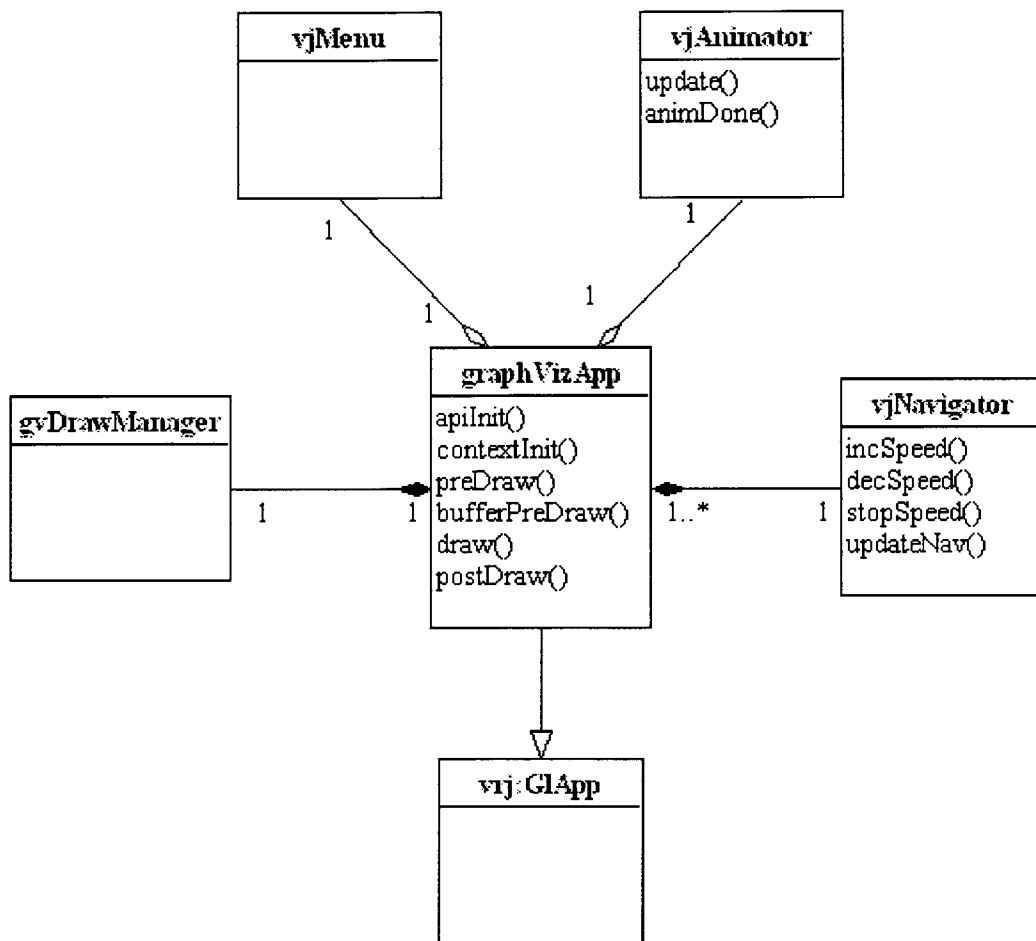 vjMenu
vjAnimator
update()
animDone()
1
1
1
1
graphVizApp
apiInit()
contextInit()
preDraw()
bufferPreDraw()
draw()
postDraw()
gvDrawManager
1
1
vjNavigator
incSpeed()
decSpeed()
stopSpeed()
updateNav()
1..*
1
vrj::GlApp